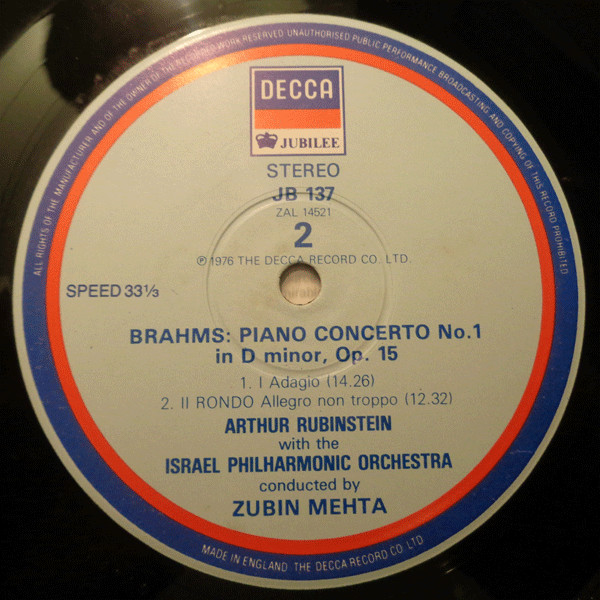 ALL RIGHTS OF THE MANUFACTURER AND OF THE OWNER OF THE RECORDED WORK RESERVED UNAUTHORISED PUBLIC PERFORMANCE BROADCASTING AND COPYING OF THIS RECORD PROHIBITED
DECCA
JUBILEE
STEREO
JB 137
ZAL 14521
2
℗ 1976 THE DECCA RECORD CO. LTD.
SPEED 33⅓
BRAHMS: PIANO CONCERTO No.1
in D minor, Op. 15
1. I Adagio (14.26)
2. II RONDO Allegro non troppo (12.32)
ARTHUR RUBINSTEIN
with the
ISRAEL PHILHARMONIC ORCHESTRA
conducted by
ZUBIN MEHTA
MADE IN ENGLAND THE DECCA RECORD CO. LTD